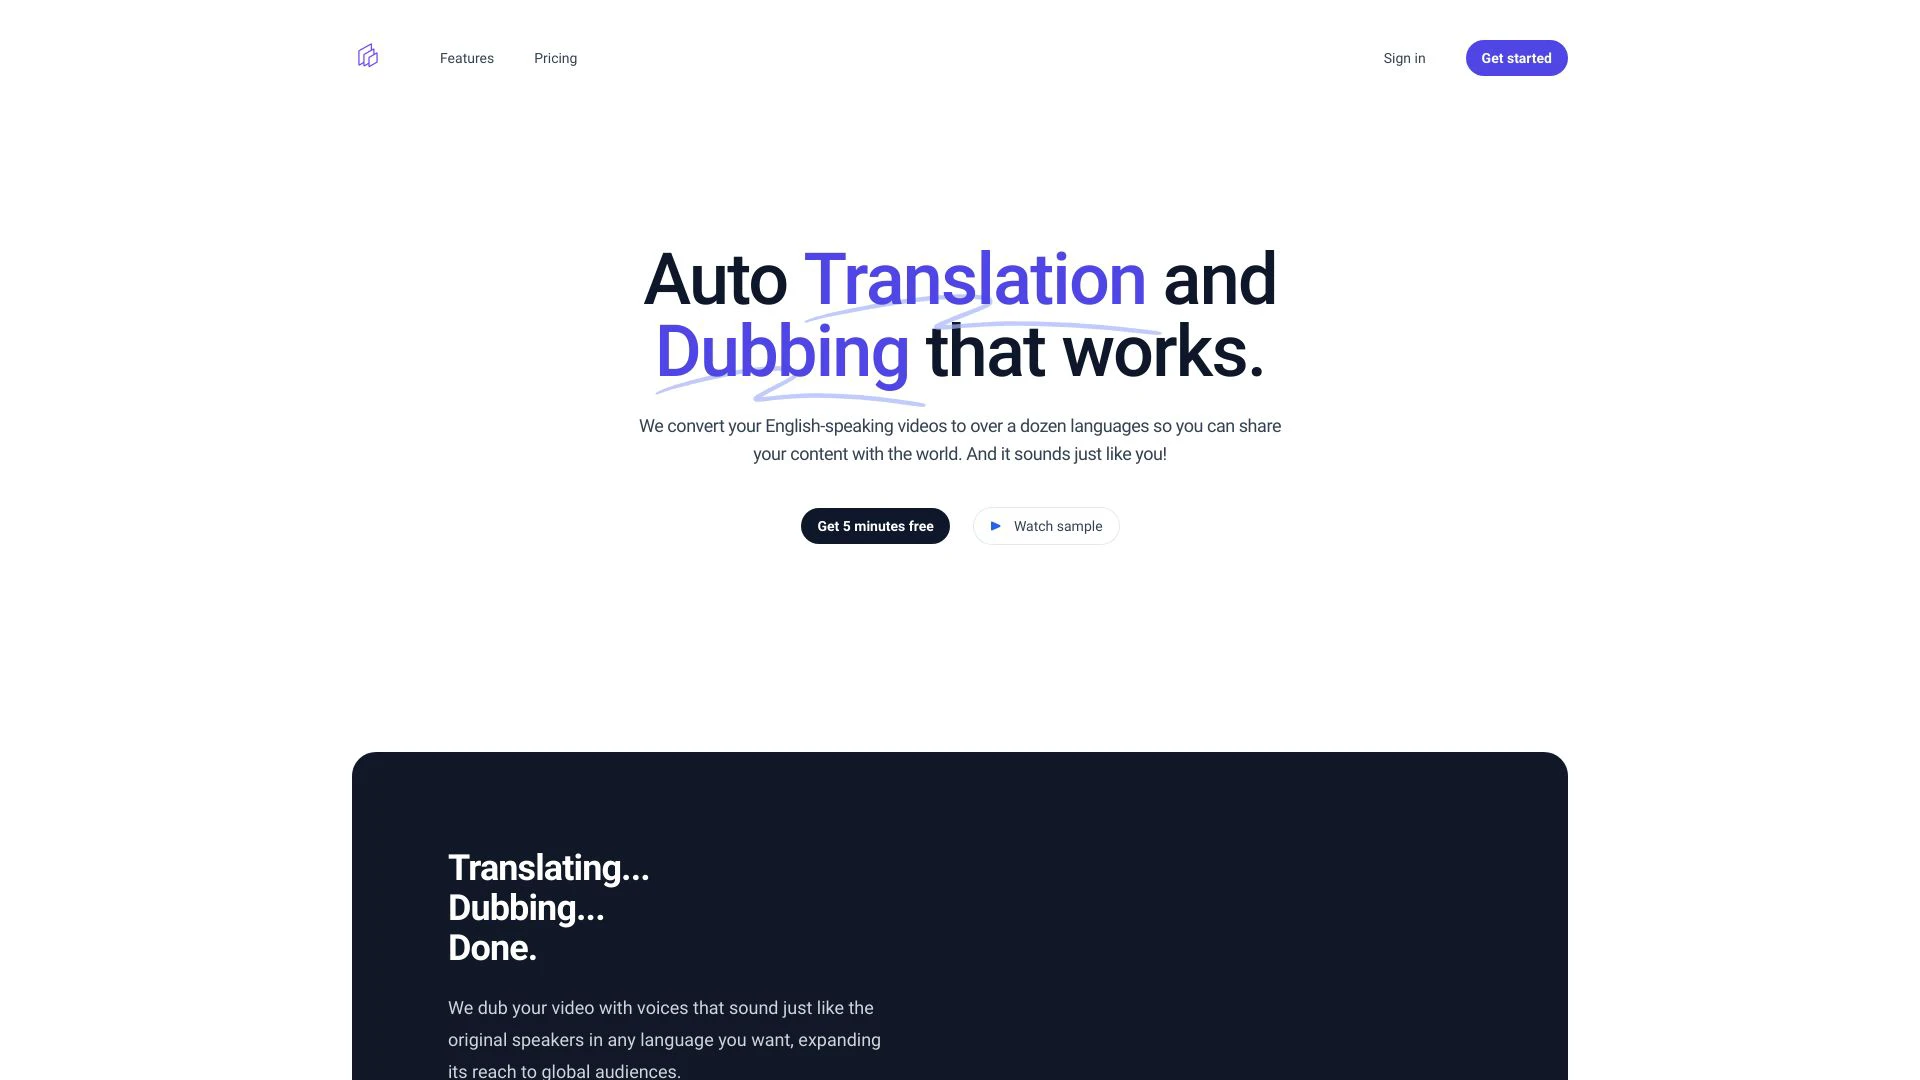 Features
Pricing
Sign in
Get started
Auto Translation and
Dubbing that works.
We convert your English-speaking videos to over a dozen languages so you can share
your content with the world. And it sounds just like you!
Get 5 minutes free
Watch sample
Translating...
Dubbing...
Done.
We dub your video with voices that sound just like the
original speakers in any language you want, expanding
its reach to global audiences.